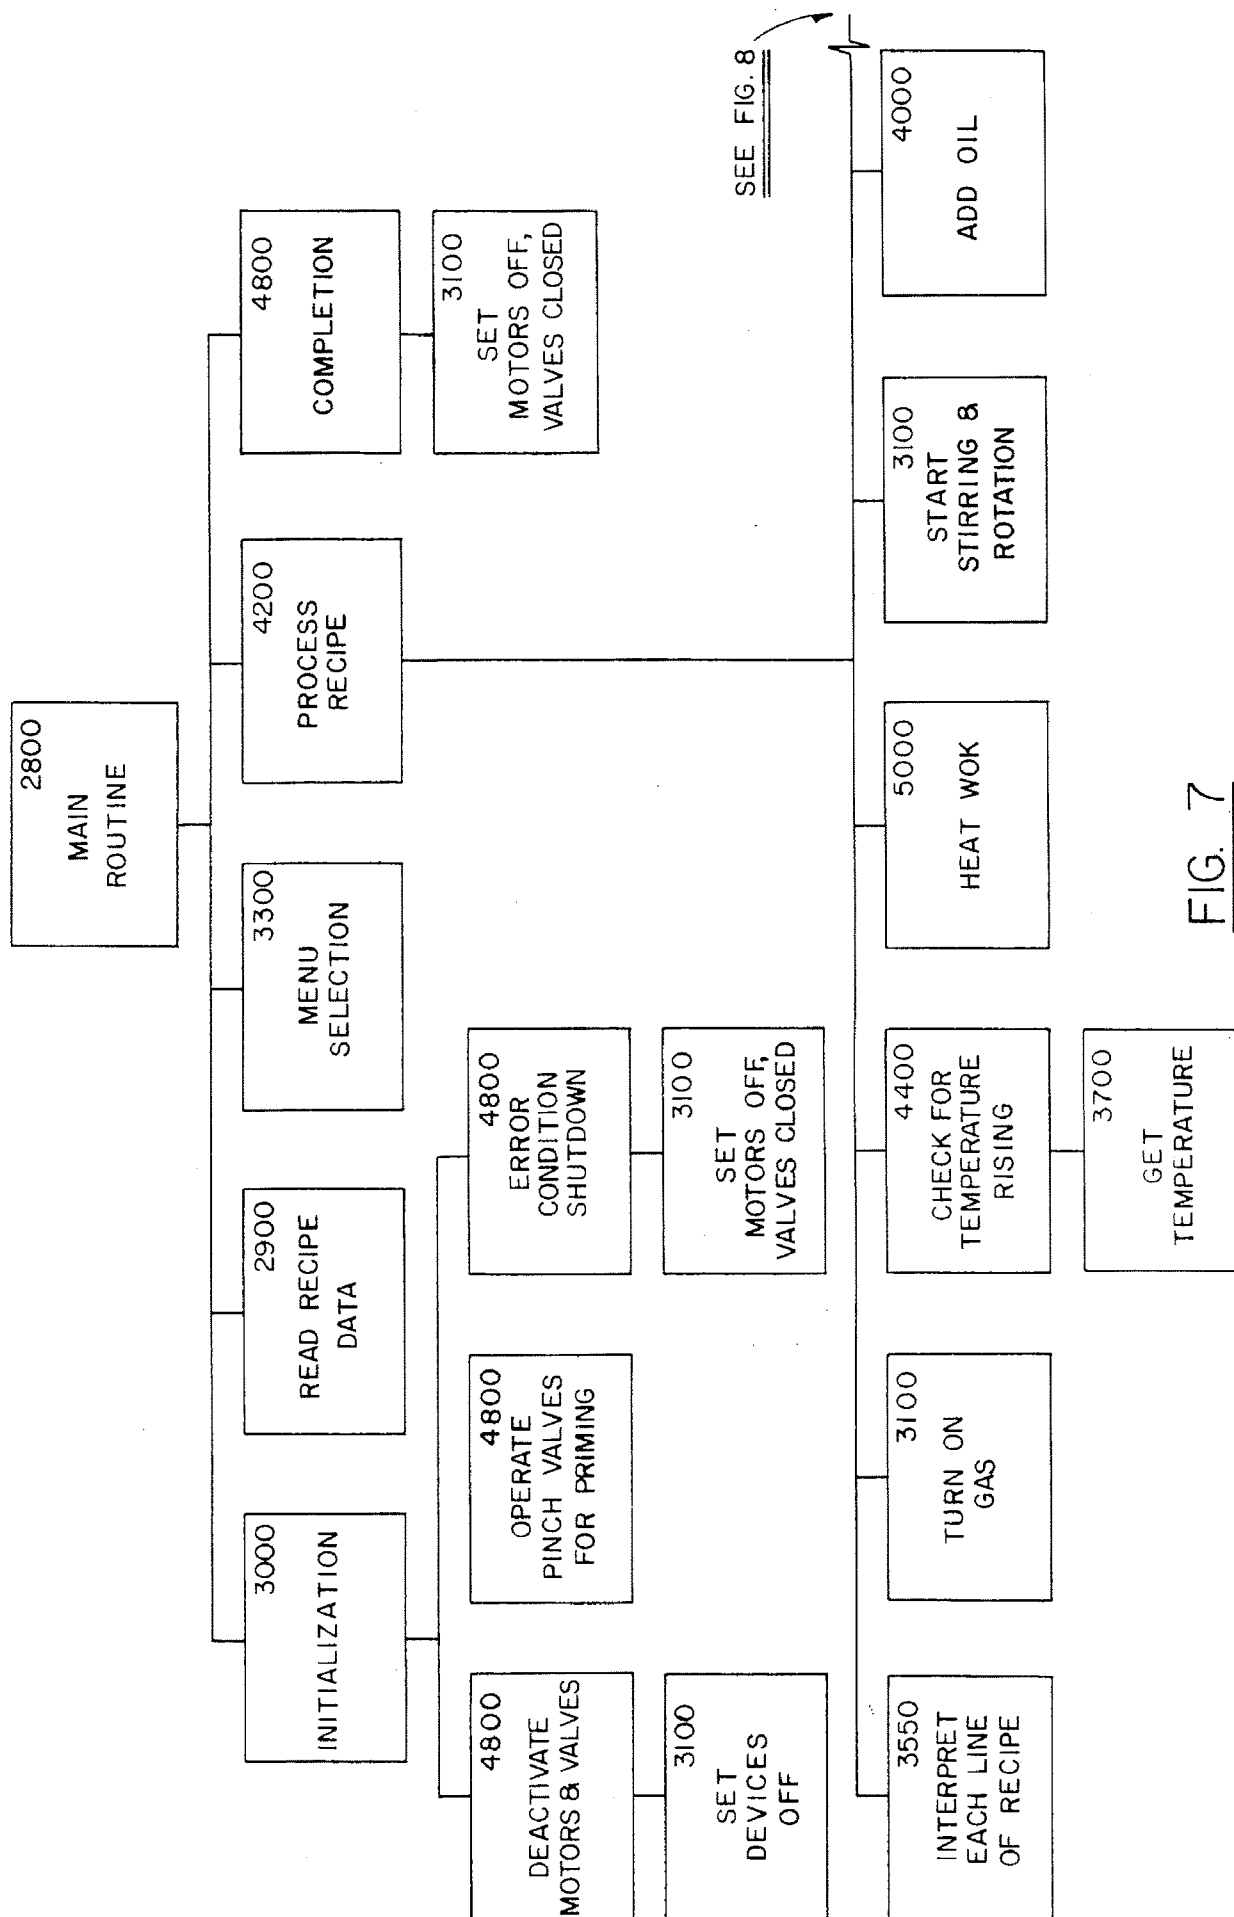 2800
MAIN
ROUTINE
3000
INITIALIZATION
2900
READ RECIPE
DATA
3300
MENU
SELECTION
4200
PROCESS
RECIPE
4800
COMPLETION
3100
SET
MOTORS OFF,
VALVES CLOSED
4800
DEACTIVATE
MOTORS & VALVES
4800
OPERATE
PINCH VALVES
FOR PRIMING
4800
ERROR
CONDITION
SHUTDOWN
3100
SET
DEVICES
OFF
3100
SET
MOTORS OFF,
VALVES CLOSED
SEE FIG. 8
3550
INTERPRET
EACH LINE
OF RECIPE
3100
TURN ON
GAS
4400
CHECK FOR
TEMPERATURE
RISING
5000
HEAT WOK
3100
START
STIRRING &
ROTATION
4000
ADD OIL
3700
GET
TEMPERATURE
FIG. 7